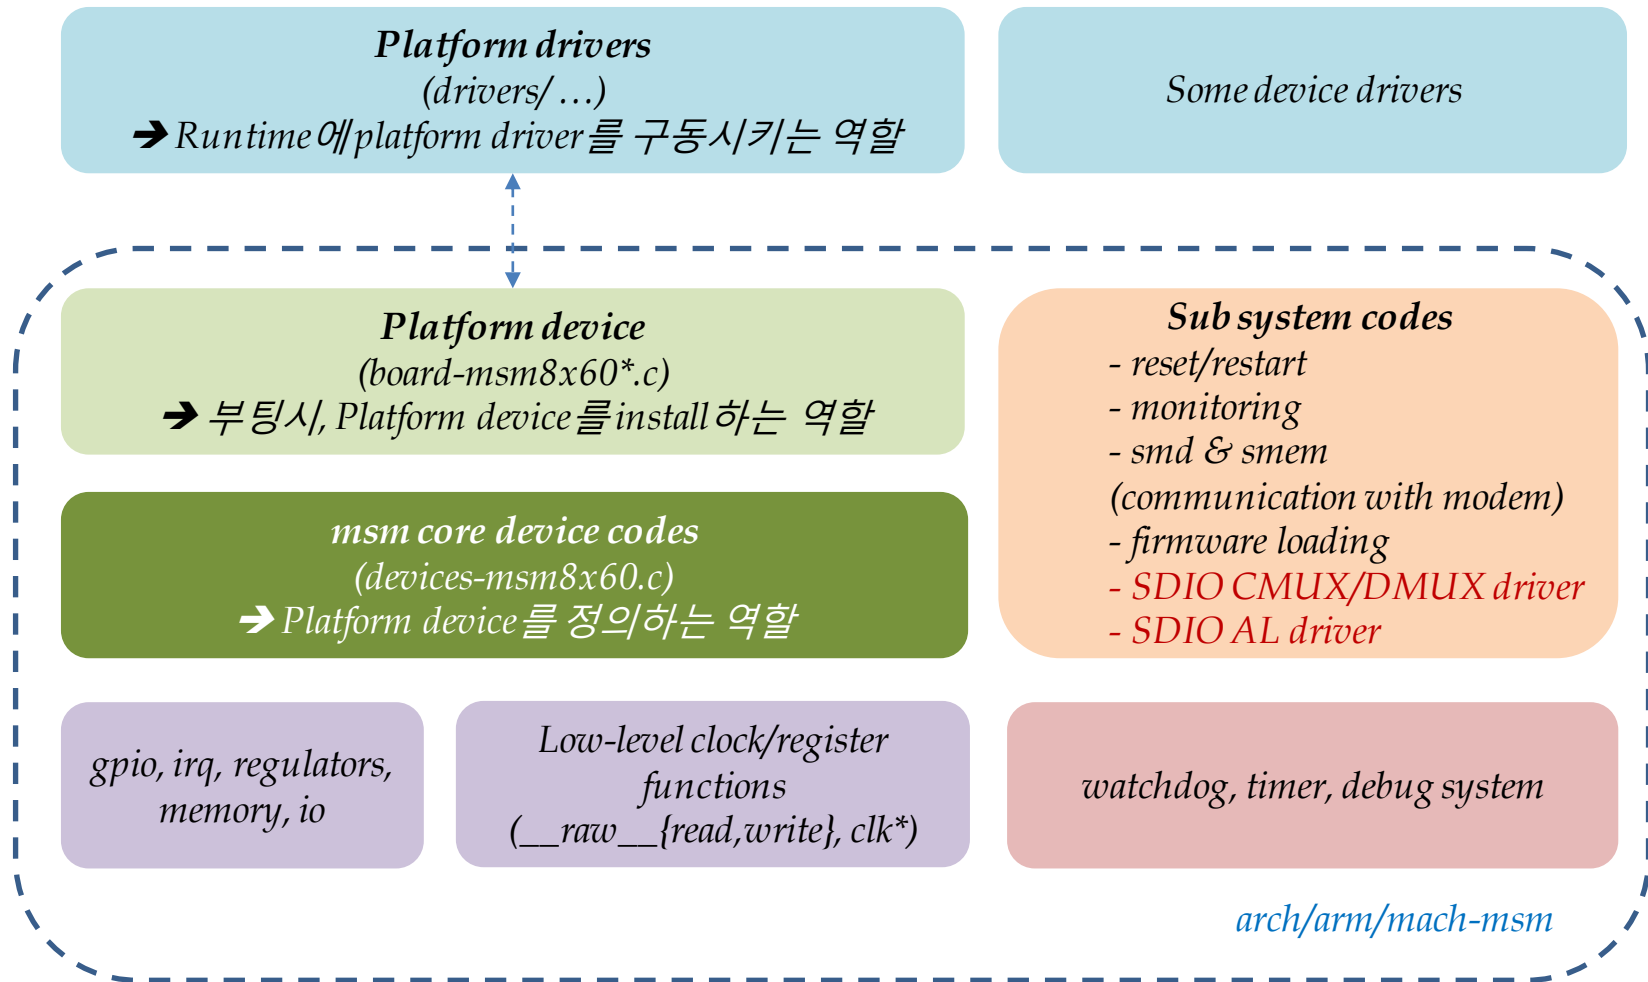 Platform drivers
(drivers/ …)
➔ Runtime에 platform driver를 구동시키는 역할
Some device drivers
Platform device
(board-msm8x60*.c)
➔ 부팅시, Platform device를 install하는 역할
msm core device codes
(devices-msm8x60.c)
➔ Platform device를 정의하는 역할
Sub system codes
- reset/restart
- monitoring
- smd & smem
(communication with modem)
- firmware loading
- SDIO CMUX/DMUX driver
- SDIO AL driver
gpio, irq, regulators,
memory, io
Low-level clock/register
functions
(__raw__{read,write}, clk*)
watchdog, timer, debug system
arch/arm/mach-msm